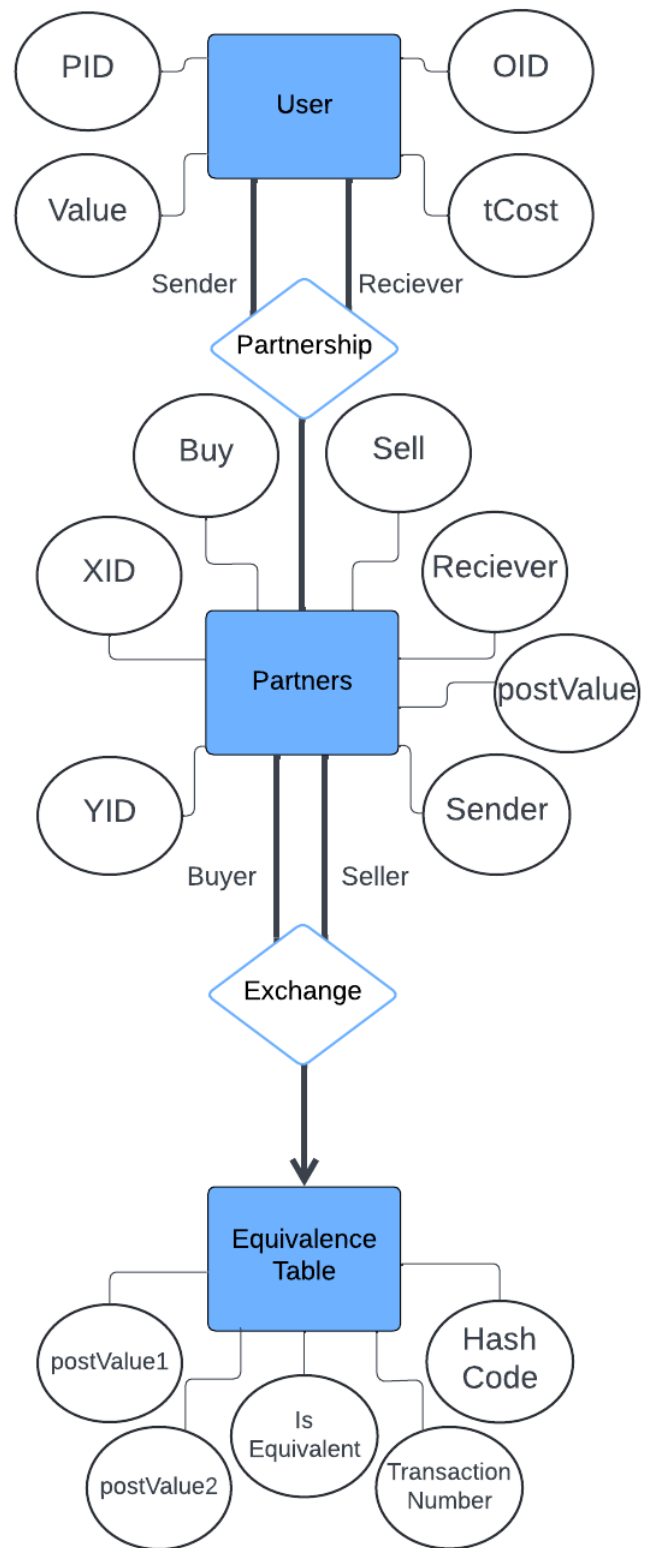 PID
User
OID
Value
tCost
Sender
Reciever
Partnership
Buy
Sell
XID
Reciever
Partners
postValue
YID
Sender
Buyer
Seller
Exchange
Equivalence
Table
postValue1
Hash
Code
Is
Equivalent
postValue2
Transaction
Number